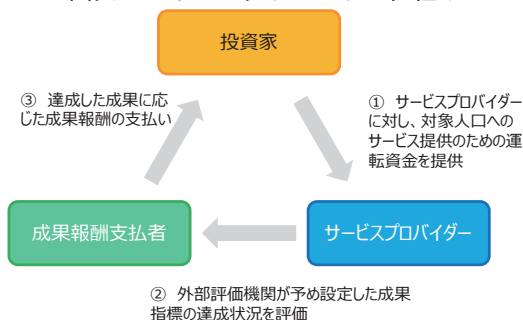 投資家
③ 達成した成果に応
じた成果報酬の支払い
① サービスプロバイダー
に対し、対象人口への
サービス提供のための運
転資金を提供
成果報酬支払者
サービスプロバイダー
② 外部評価機関が予め設定した成果
指標の達成状況を評価